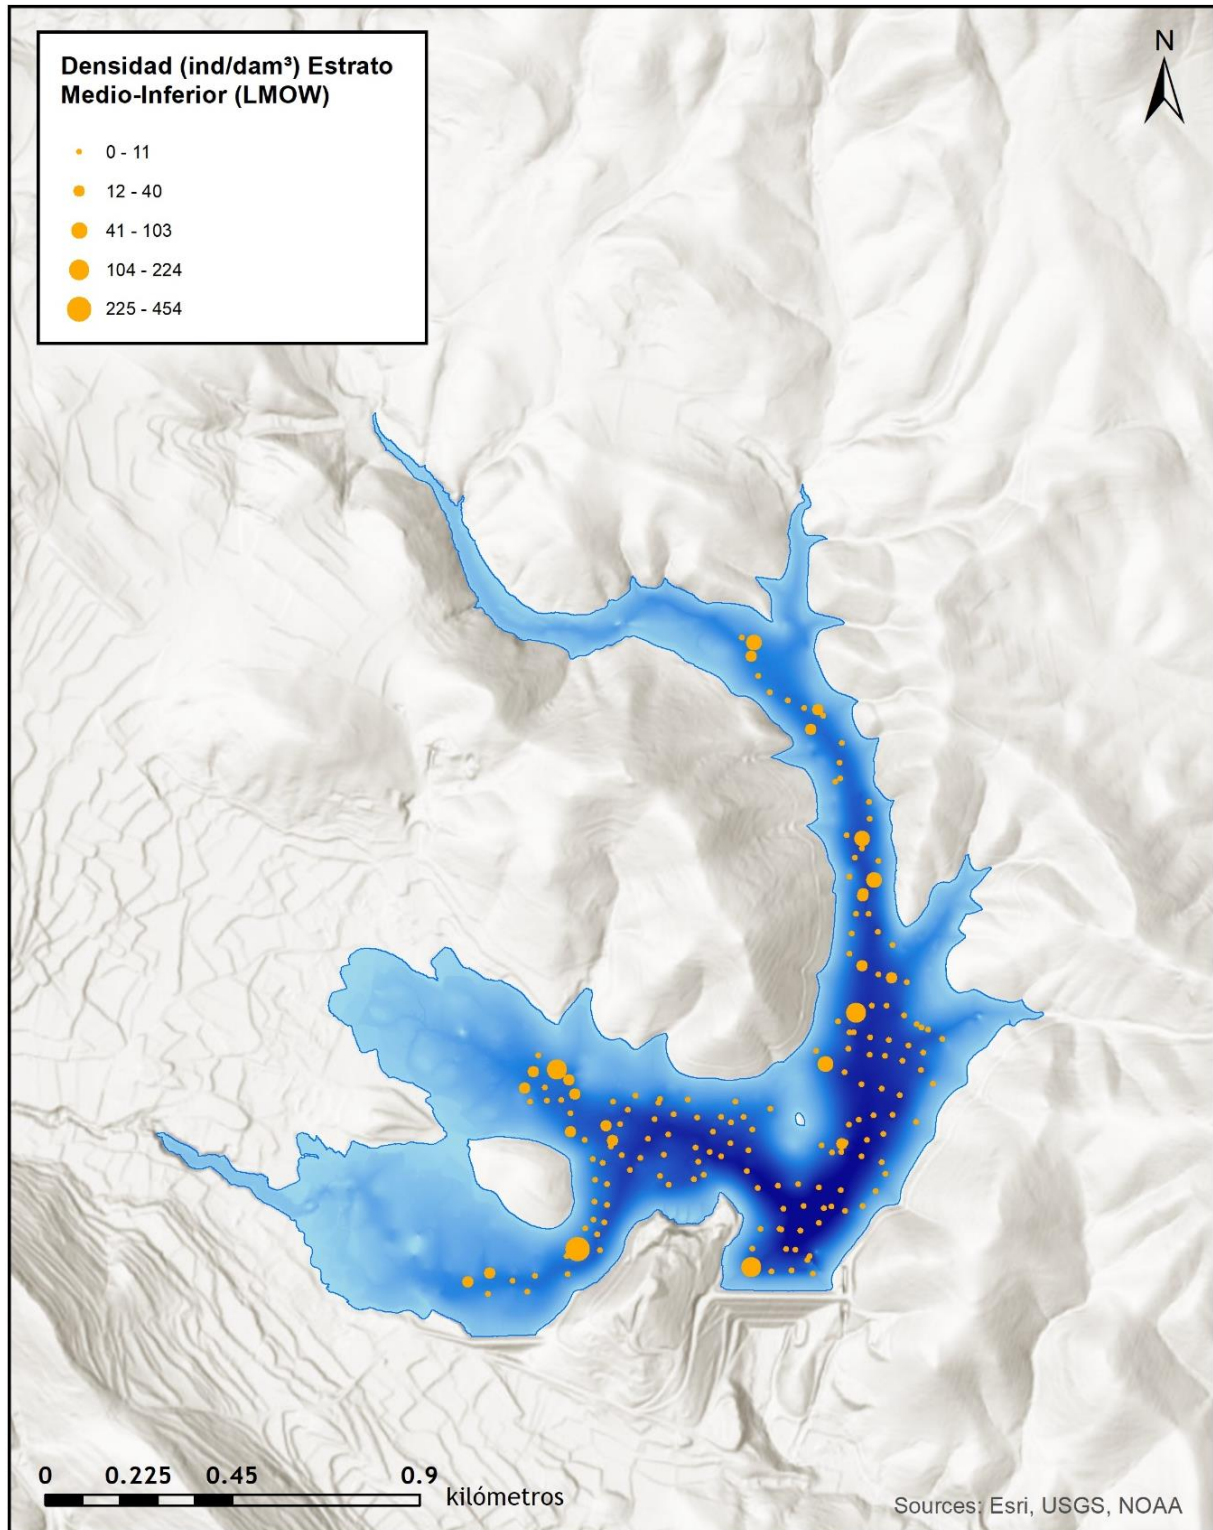 Densidad (ind/dam³) Estrato
Medio-Inferior (LMOW)
0 - 11
12 - 40
41 - 103
104 - 224
225 - 454
N
0 0.225 0.45 0.9
kilómetros
Sources: Esri, USGS, NOAA